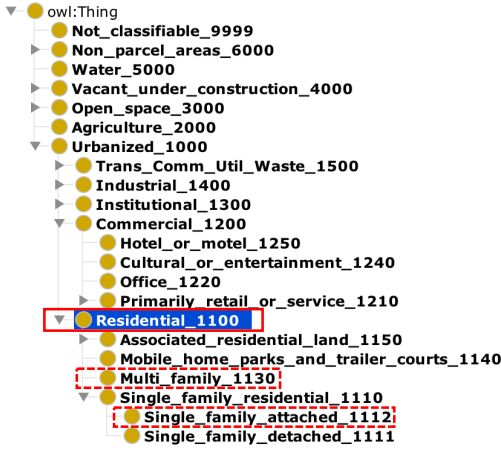 owl:Thing
Not_classifiable_9999
Non_parcel_areas_6000
Water_5000
Vacant_under_construction_4000
Open_space_3000
Agriculture_2000
Urbanized_1000
Trans_Comm_Util_Waste_1500
Industrial_1400
Institutional_1300
Commercial_1200
Hotel_or_motel_1250
Cultural_or_entertainment_1240
Office_1220
Primarily_retail_or_service_1210
Residential_1100
Associated_residential_land_1150
Mobile_home_parks_and_trailer_courts_1140
Multi_family_1130
Single_family_residential_1110
Single_family_attached_1112
Single_family_detached_1111